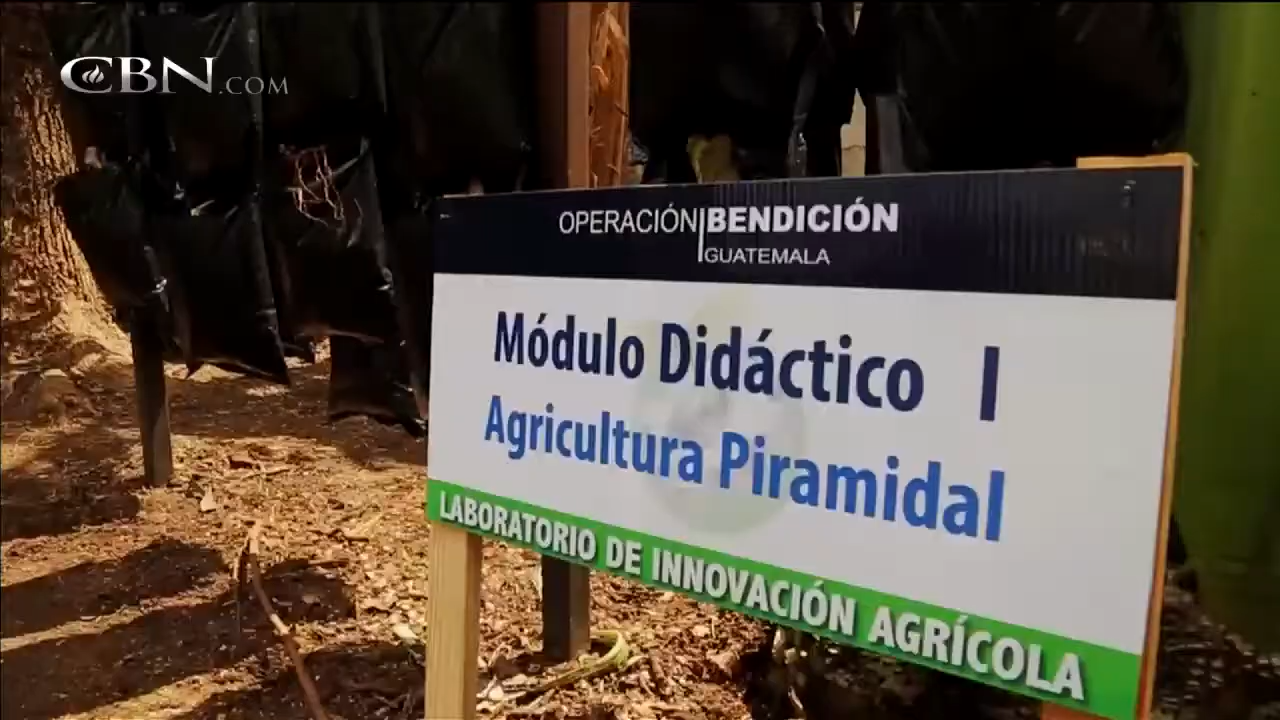 CBN.COM
OPERACIÓN BENDICIÓN
GUATEMALA
Módulo Didáctico I
Agricultura Piramidal
LABORATORIO DE INNOVACIÓN AGRÍCOLA